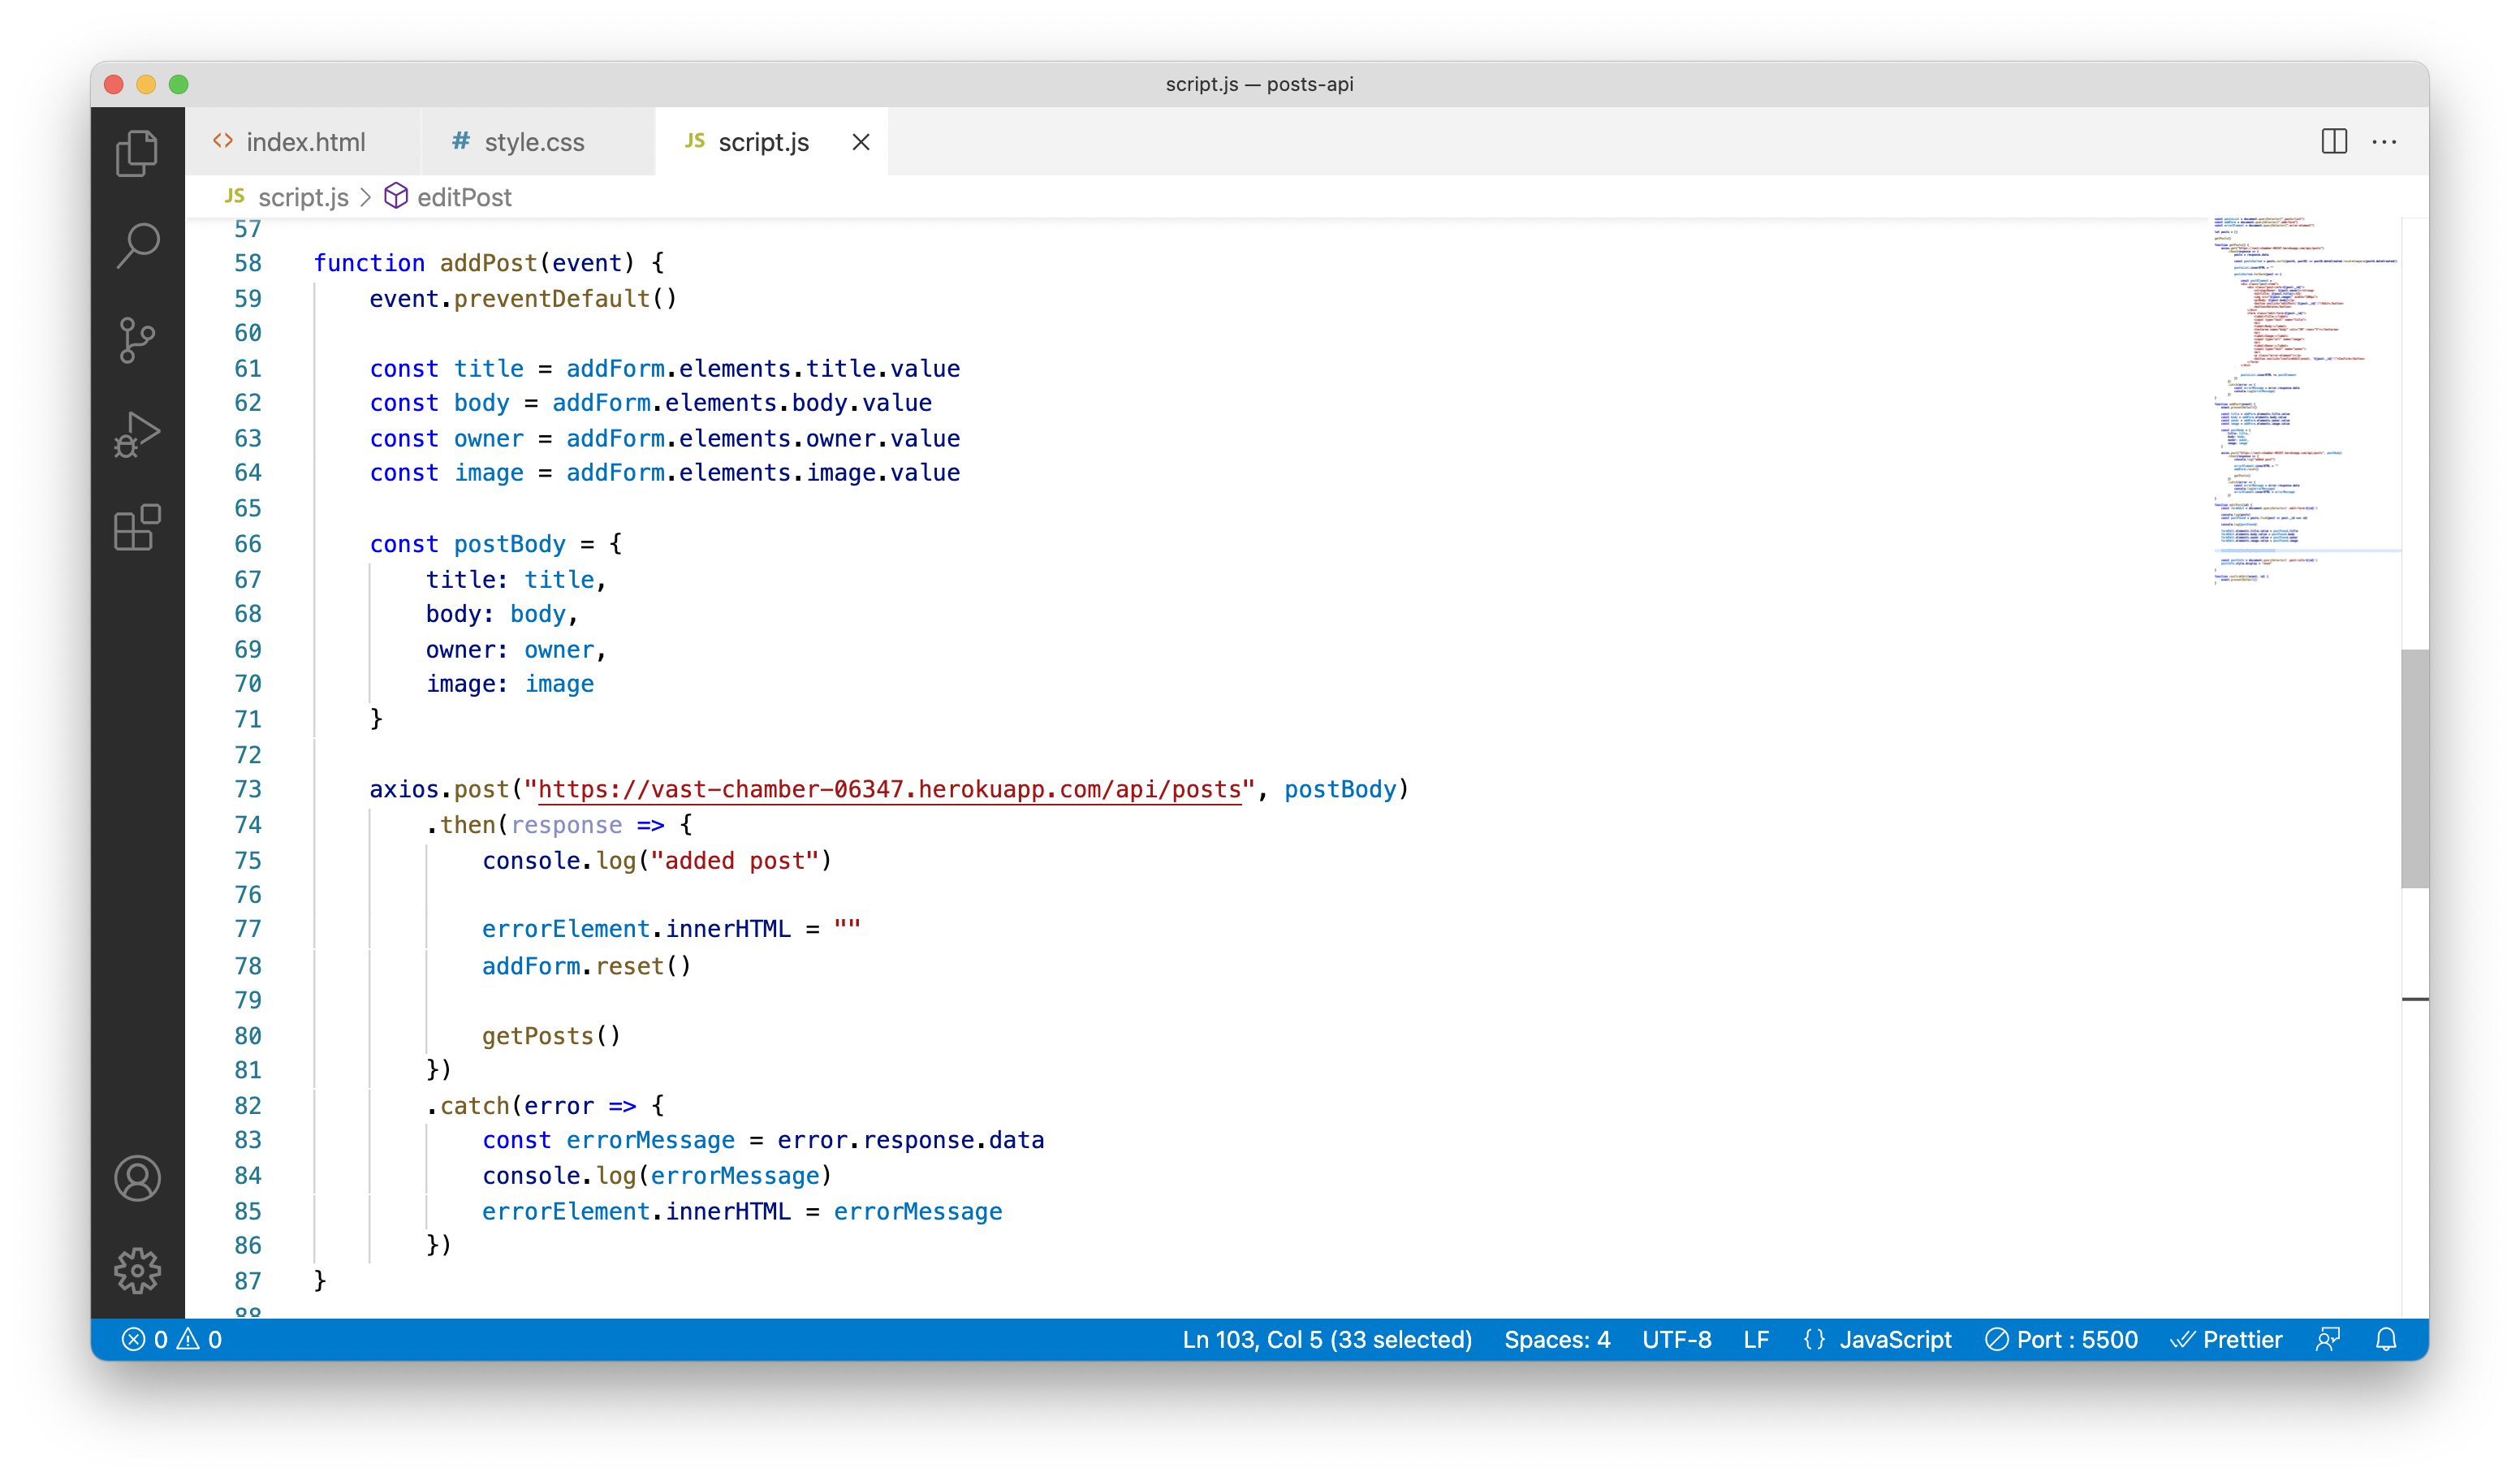 script.js — posts-api
<> index.html
# style.css
JS script.js
JS script.js > editPost
57
58 function addPost(event) {
59     event.preventDefault()
60
61     const title = addForm.elements.title.value
62     const body = addForm.elements.body.value
63     const owner = addForm.elements.owner.value
64     const image = addForm.elements.image.value
65
66     const postBody = {
67         title: title,
68         body: body,
69         owner: owner,
70         image: image
71     }
72
73     axios.post("https://vast-chamber-06347.herokuapp.com/api/posts", postBody)
74         .then(response => {
75             console.log("added post")
76
77             errorElement.innerHTML = ""
78             addForm.reset()
79
80             getPosts()
81         })
82         .catch(error => {
83             const errorMessage = error.response.data
84             console.log(errorMessage)
85             errorElement.innerHTML = errorMessage
86         })
87 }
88
0 0 Ln 103, Col 5 (33 selected) Spaces: 4 UTF-8 LF {} JavaScript Port : 5500 Prettier